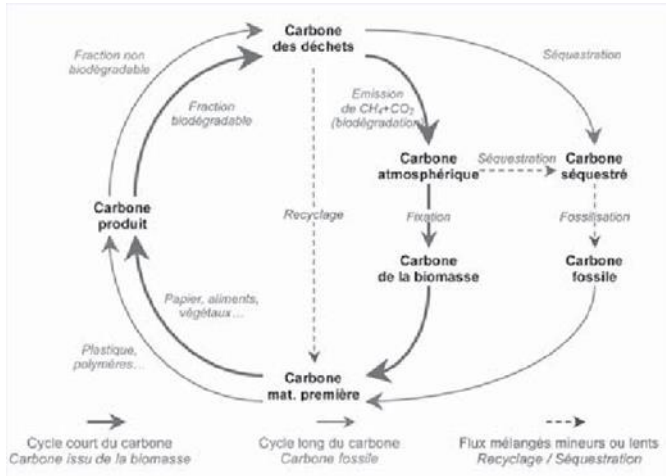 Carbone
des déchets
Fraction non
biodégradable
Séquestration
Fraction
biodégradable
Emission
de CH₄+CO₂
(biodégradation)
Carbone
atmosphérique
Séquestration
Carbone
séquestré
Carbone
produit
Recyclage
Fixation
Fossilisation
Carbone
de la biomasse
Carbone
fossile
Papier, aliments,
végétaux...
Plastique,
polymères...
Carbone
mat. première
Cycle court du carbone
Carbone issu de la biomasse
Cycle long du carbone
Carbone fossile
Flux mélangés mineurs ou lents
Recyclage / Séquestration